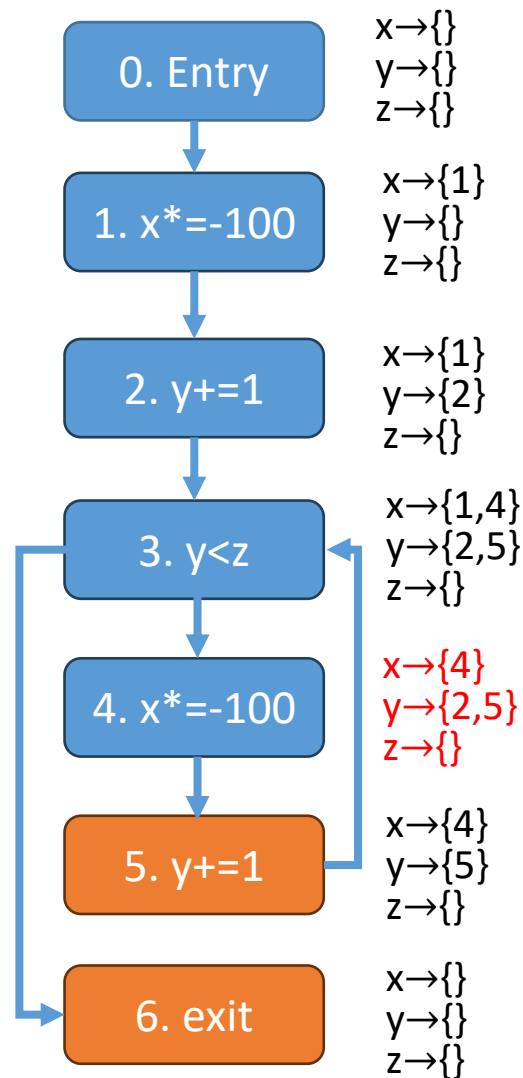 0. Entry
x→{}
y→{}
z→{}
1. x*=-100
x→{1}
y→{}
z→{}
2. y+=1
x→{1}
y→{2}
z→{}
3. y<z
x→{1,4}
y→{2,5}
z→{}
4. x*=-100
x→{4}
y→{2,5}
z→{}
5. y+=1
x→{4}
y→{5}
z→{}
6. exit
x→{}
y→{}
z→{}